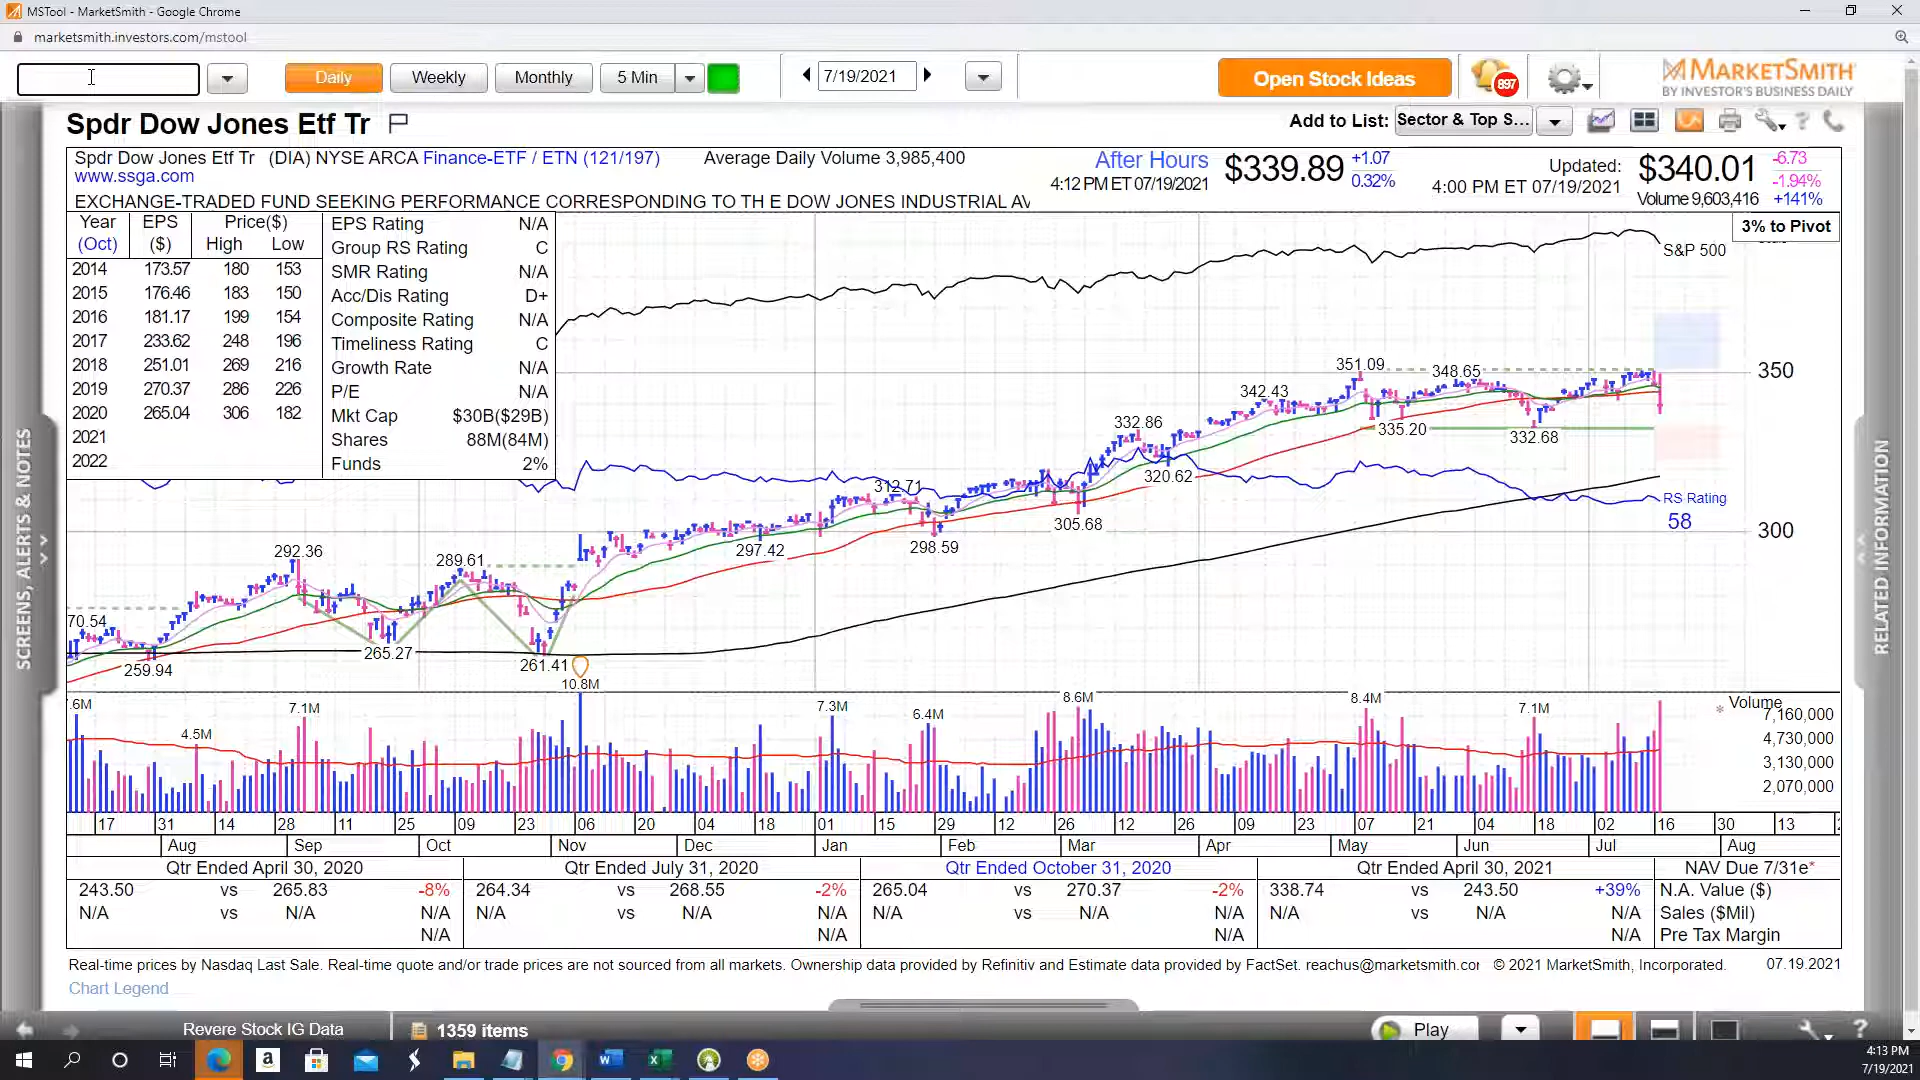 MSTool - MarketSmith - Google Chrome
marketsmith.investors.com/mstool
Daily Weekly Monthly 5 Min 7/19/2021 Open Stock Ideas 897 MARKETSMITH
BY INVESTOR'S BUSINESS DAILY
Spdr Dow Jones Etf Tr Add to List: Sector & Top S...
Spdr Dow Jones Etf Tr (DIA) NYSE ARCA Finance-ETF / ETN (121/197) Average Daily Volume 3,985,400
www.ssga.com
EXCHANGE-TRADED FUND SEEKING PERFORMANCE CORRESPONDING TO TH E DOW JONES INDUSTRIAL AV
After Hours $339.89 +1.07
4:12 PM ET 07/19/2021 0.32%
Updated: $340.01 -6.73
4:00 PM ET 07/19/2021 -1.94%
Volume 9,603,416 +141%
3% to Pivot
Year EPS Price($)
(Oct) ($) High Low
2014 173.57 180 153
2015 176.46 183 150
2016 181.17 199 154
2017 233.62 248 196
2018 251.01 269 216
2019 270.37 286 226
2020 265.04 306 182
2021
2022
EPS Rating N/A
Group RS Rating C
SMR Rating N/A
Acc/Dis Rating D+
Composite Rating N/A
Timeliness Rating C
Growth Rate N/A
P/E N/A
Mkt Cap $30B($29B)
Shares 88M(84M)
Funds 2%
S&P 500
351.09 348.65 350
342.43
332.86 335.20 332.68
320.62
312.71
RS Rating
58
305.68 300
297.42 298.59
292.36 289.61
70.54
259.94 265.27 261.41
10.8M
.6M 4.5M 7.1M 7.3M 6.4M 8.6M 8.4M 7.1M
Volume
7,160,000
4,730,000
3,130,000
2,070,000
17 31 14 28 11 25 09 23 06 20 04 18 01 15 29 12 26 12 26 09 23 07 21 04 18 02 16 30 13
Aug Sep Oct Nov Dec Jan Feb Mar Apr May Jun Jul Aug
Qtr Ended April 30, 2020 Qtr Ended July 31, 2020 Qtr Ended October 31, 2020 Qtr Ended April 30, 2021 NAV Due 7/31e*
243.50 vs 265.83 -8% 264.34 vs 268.55 -2% 265.04 vs 270.37 -2% 338.74 vs 243.50 +39% N.A. Value ($)
N/A vs N/A N/A N/A vs N/A N/A N/A vs N/A N/A N/A vs N/A N/A Sales ($Mil)
N/A N/A N/A N/A Pre Tax Margin
Real-time prices by Nasdaq Last Sale. Real-time quote and/or trade prices are not sourced from all markets. Ownership data provided by Refinitiv and Estimate data provided by FactSet. reachus@marketsmith.cor © 2021 MarketSmith, Incorporated. 07.19.2021
Chart Legend
SCREENS, ALERTS & NOTES
RELATED INFORMATION
Revere Stock IG Data 1359 items Play
4:13 PM
7/19/2021